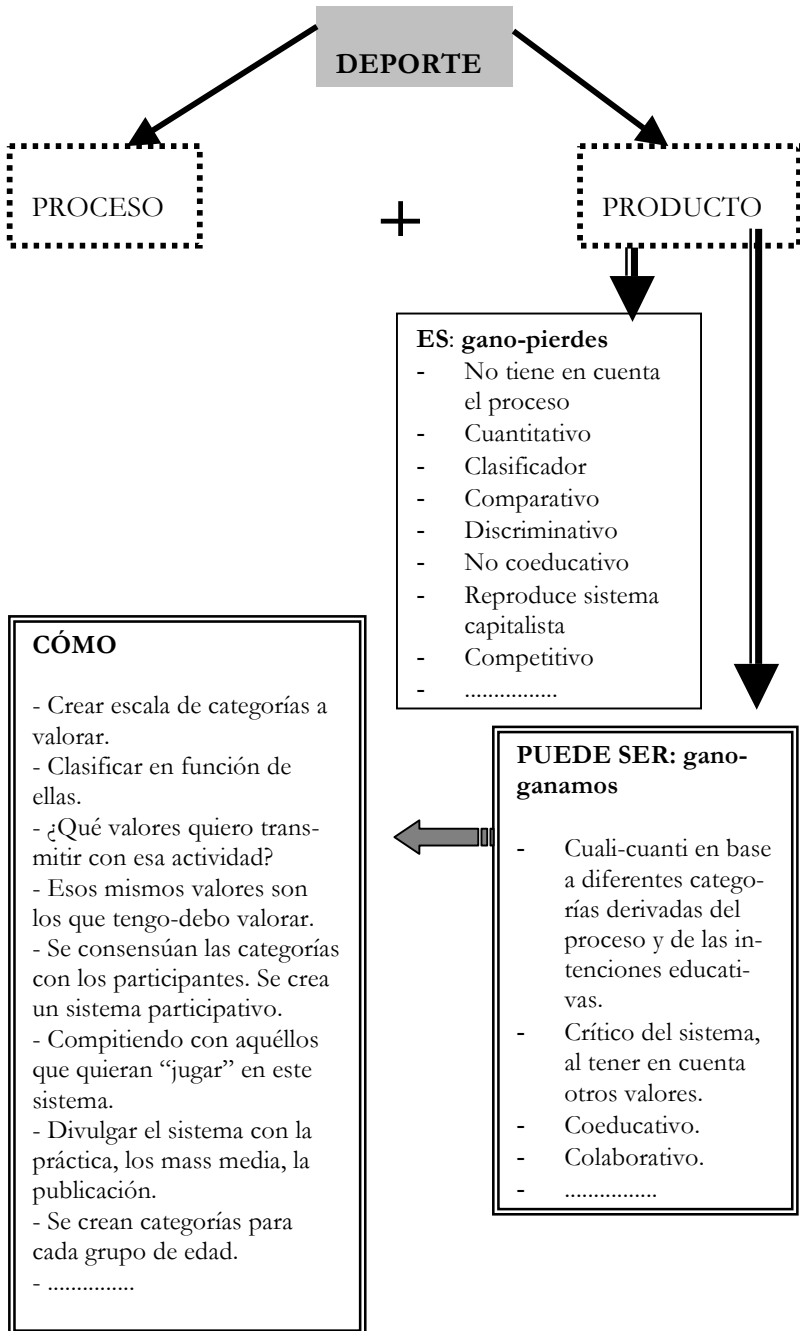 DEPORTE
PROCESO
+
PRODUCTO
ES: gano-pierdes
- No tiene en cuenta
el proceso
- Cuantitativo
- Clasificador
- Comparativo
- Discriminativo
- No coeducativo
- Reproduce sistema
capitalista
- Competitivo
- ................
PUEDE SER: gano-
ganamos
- Cuali-cuanti en base
a diferentes catego-
rías derivadas del
proceso y de las in-
tenciones educati-
vas.
- Crítico del sistema,
al tener en cuenta
otros valores.
- Coeducativo.
- Colaborativo.
- ................
CÓMO
- Crear escala de categorías a
valorar.
- Clasificar en función de
ellas.
- ¿Qué valores quiero trans-
mitir con esa actividad?
- Esos mismos valores son
los que tengo-debo valorar.
- Se consensúan las categorías
con los participantes. Se crea
un sistema participativo.
- Compitiendo con aquéllos
que quieran “jugar” en este
sistema.
- Divulgar el sistema con la
práctica, los mass media, la
publicación.
- Se crean categorías para
cada grupo de edad.
- ...............